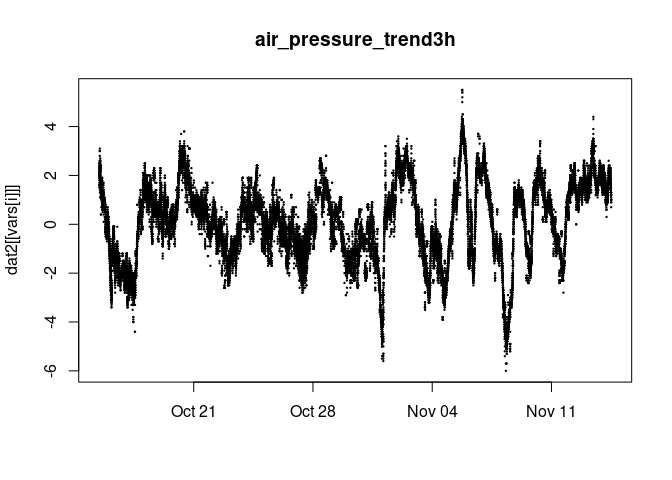 air_pressure_trend3h
dat2[[vars[i]]]
4
2
0
-2
-4
-6
Oct 21
Oct 28
Nov 04
Nov 11